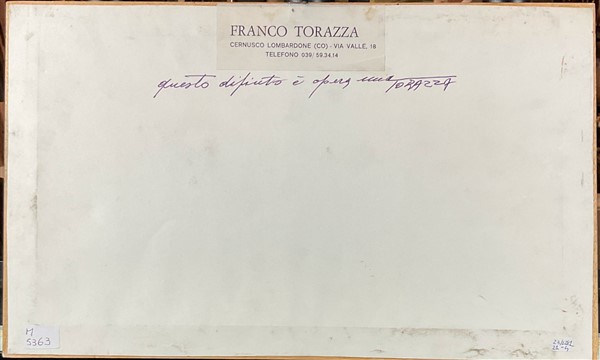 FRANCO TORAZZA
CERNUSCO LOMBARDONE (CO) - VIA VALLE, 18
TELEFONO 039/59.34.14
questo dipinto è opera mia TORAZZA
M
5363